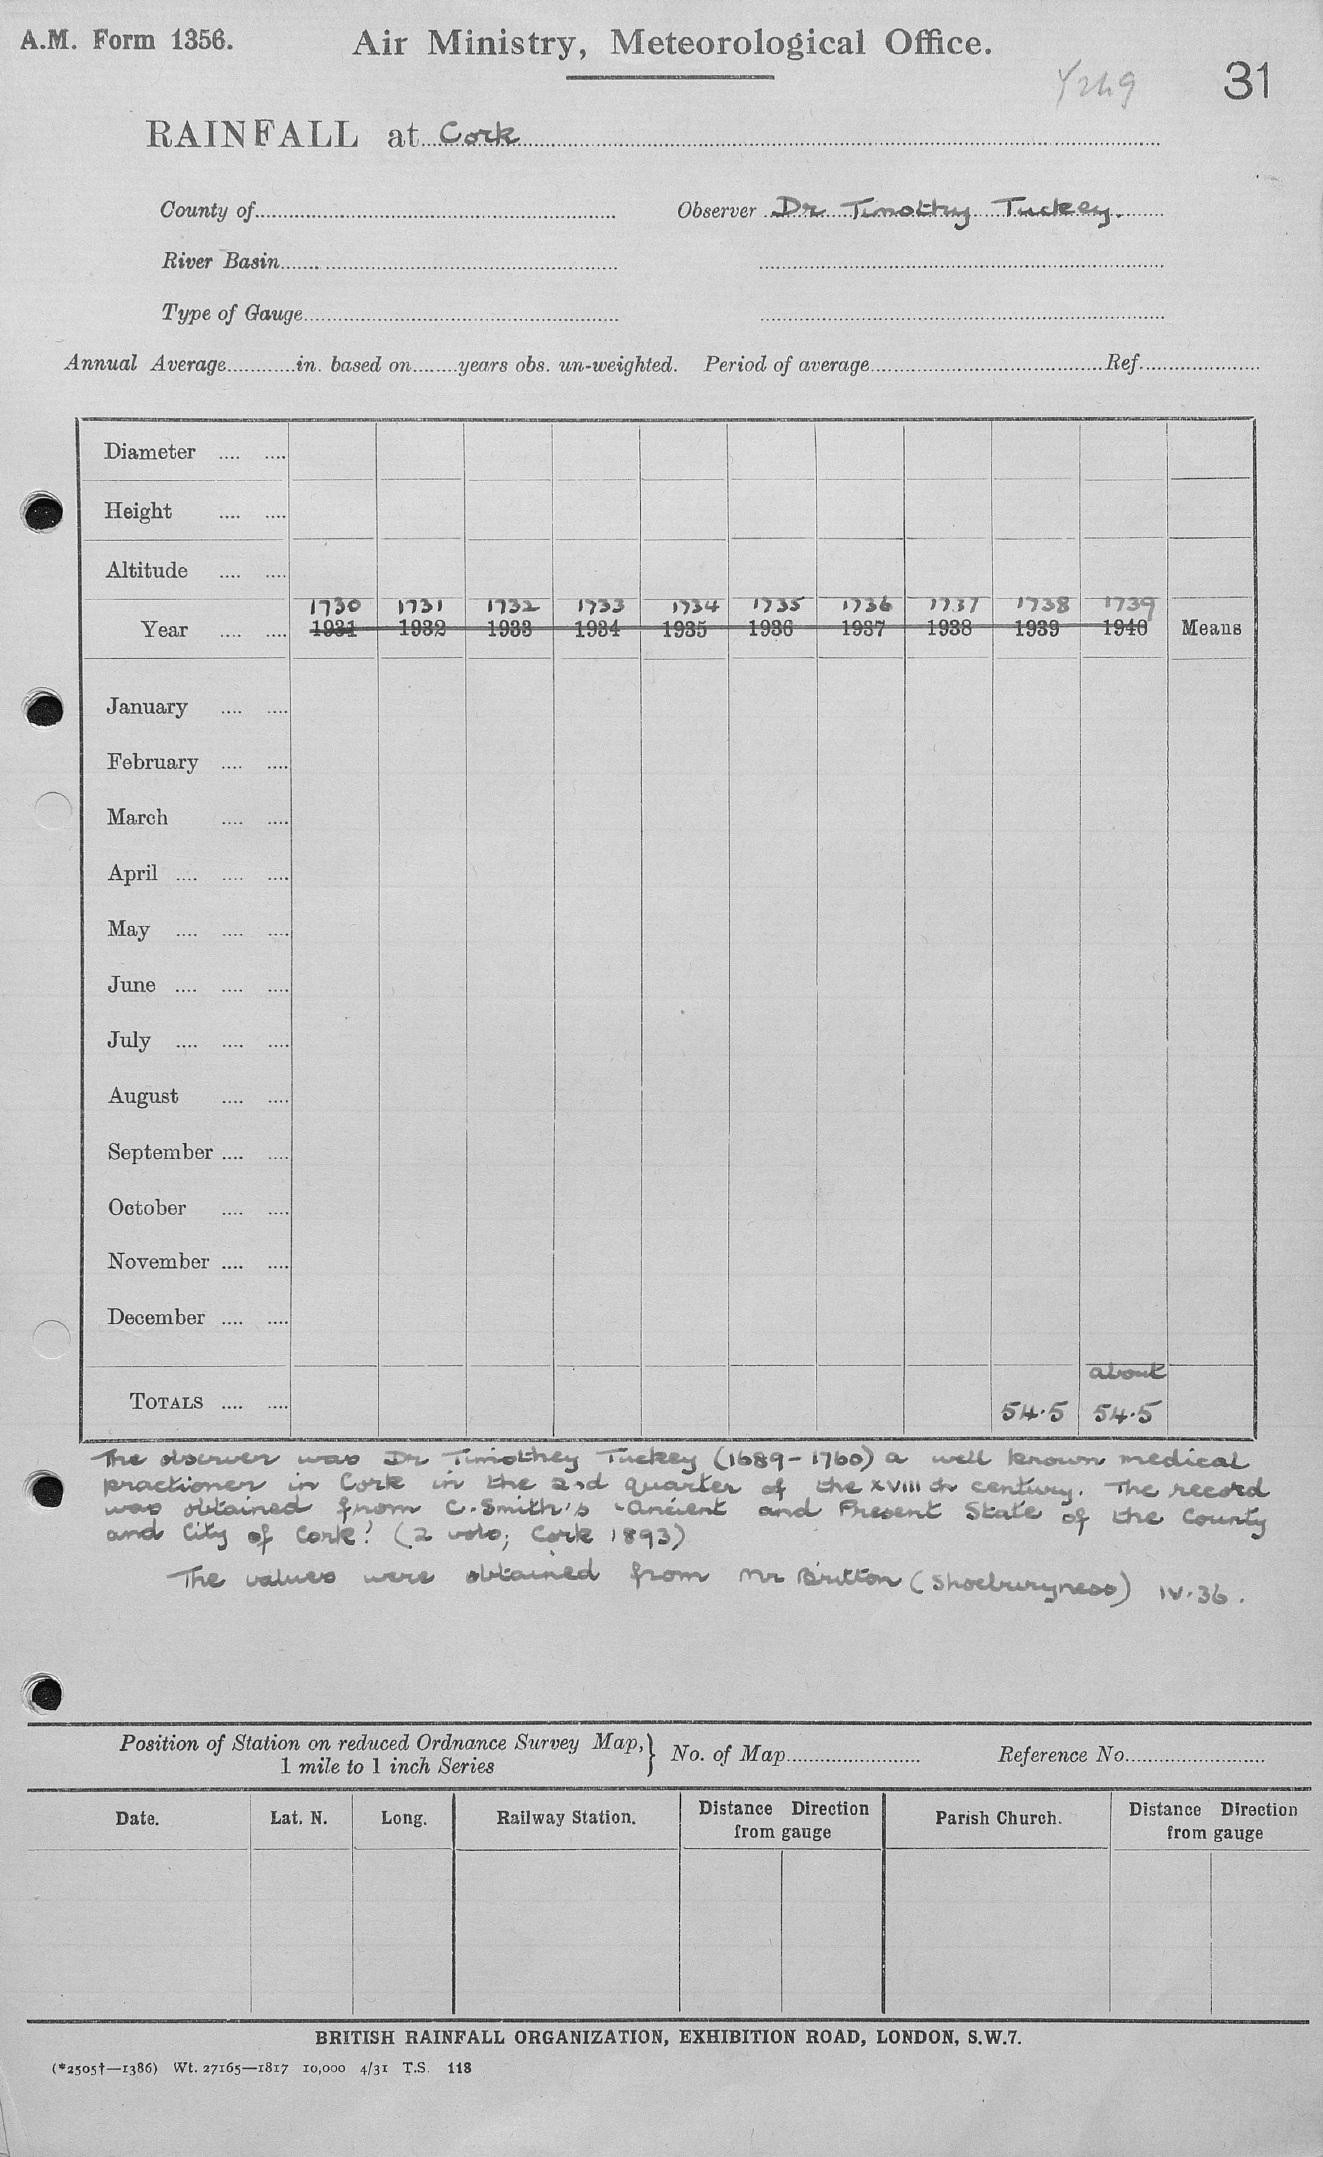 A.M. Form 1356.
Air Ministry, Meteorological Office.
31
RAINFALL at Cork
County of
Observer Dr Timothy Tuckey.
River Basin
Type of Gauge
Annual Average in. based on years obs. un-weighted. Period of average Ref.
Diameter
Height
Altitude
1730 1731 1732 1733 1734 1735 1736 1737 1738 1739
Year 1931 1932 1933 1934 1935 1936 1937 1938 1939 1940 Means
January
February
March
April
May
June
July
August
September
October
November
December
about
TOTALS 54.5 54.5
The observer was Dr Timothey Tuckey (1689-1760) a well known medical
practioner in Cork in the 2nd quarter of the XVIII th century. The record
was obtained from C. Smith's "Ancient and Present State of the County
and City of Cork" (2 vols; Cork 1893)
The values were obtained from Mr Britton (Shoeburyness) IV.36.
Position of Station on reduced Ordnance Survey Map, } No. of Map Reference No.
1 mile to 1 inch Series
Date. Lat. N. Long. Railway Station. Distance Direction Parish Church. Distance Direction
from gauge from gauge
BRITISH RAINFALL ORGANIZATION, EXHIBITION ROAD, LONDON, S.W.7.
(*2505†—1386) Wt. 27165—1817 10,000 4/31 T.S. 118